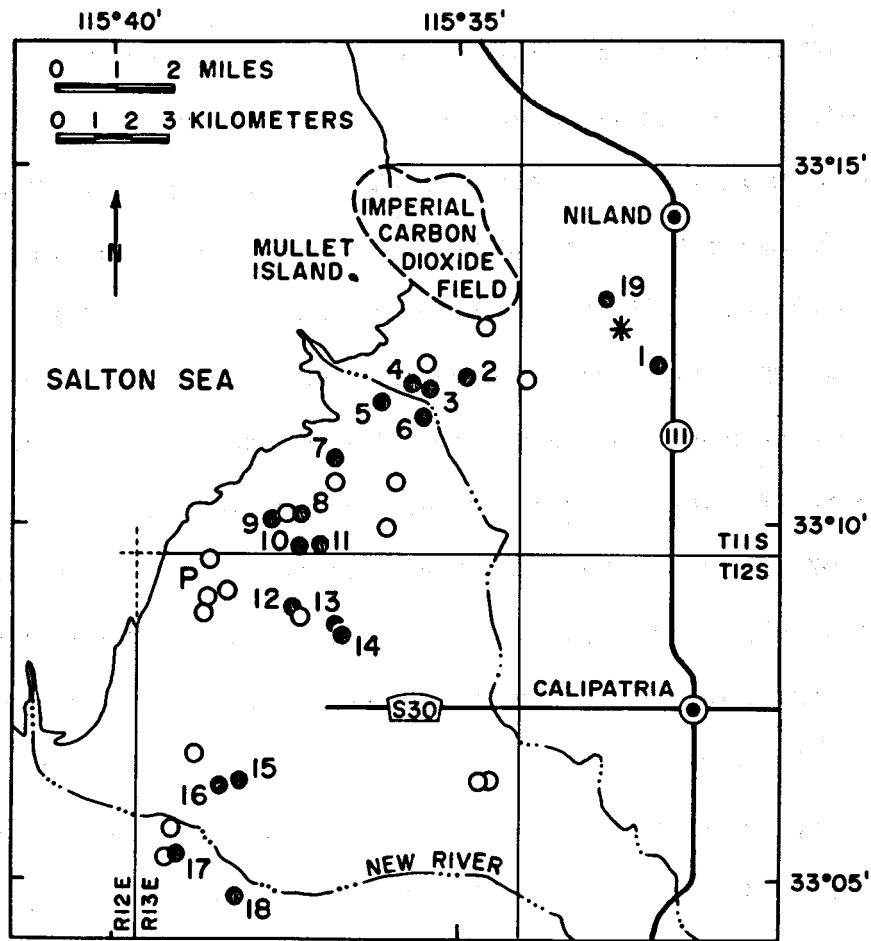 115°40' 115°35'
0 1 2 MILES
0 1 2 3 KILOMETERS
33°15'
N
IMPERIAL
CARBON
DIOXIDE
FIELD
NILAND
MULLET
ISLAND
19
SALTON SEA
4
2
1
3
5
6
III
7
8
9
33°10'
10 11
T11S
P
T12S
12 13
14
CALIPATRIA
S30
15
16
17
NEW RIVER
33°05'
18
R12E
R13E